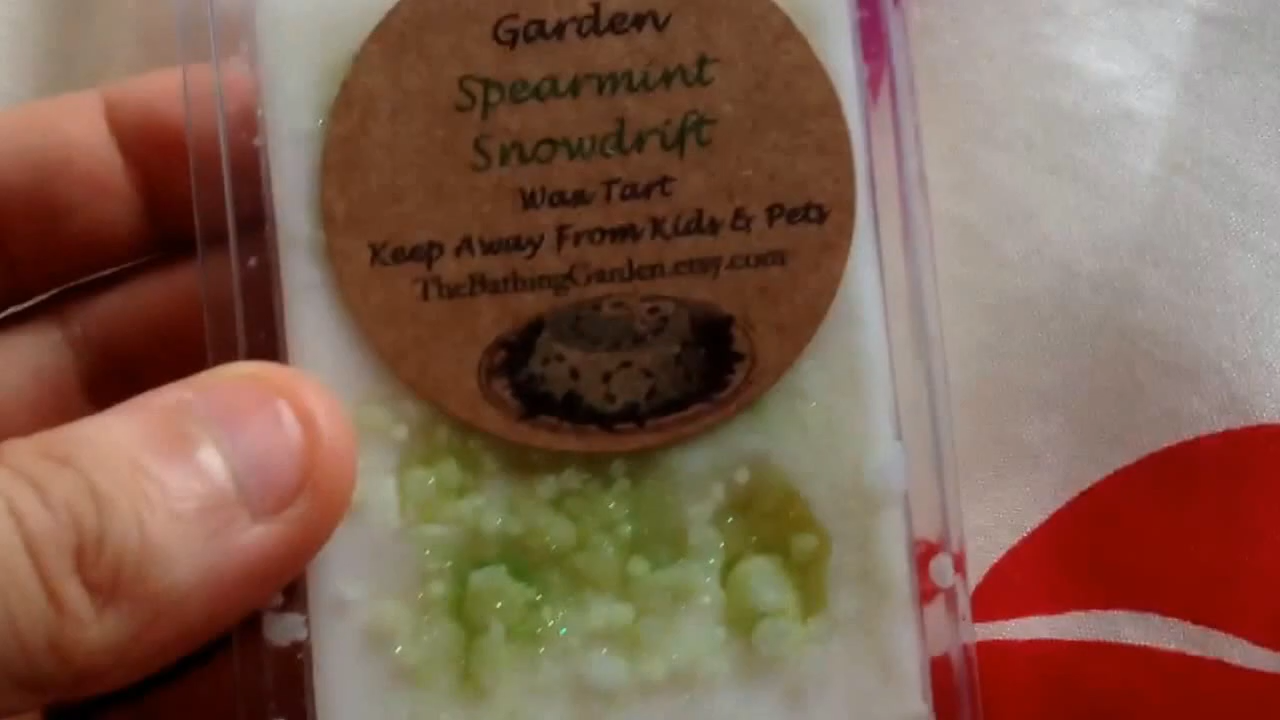 Garden
Spearmint
Snowdrift
Wax Tart
Keep Away From Kids & Pets
TheBathingGarden.etsy.com